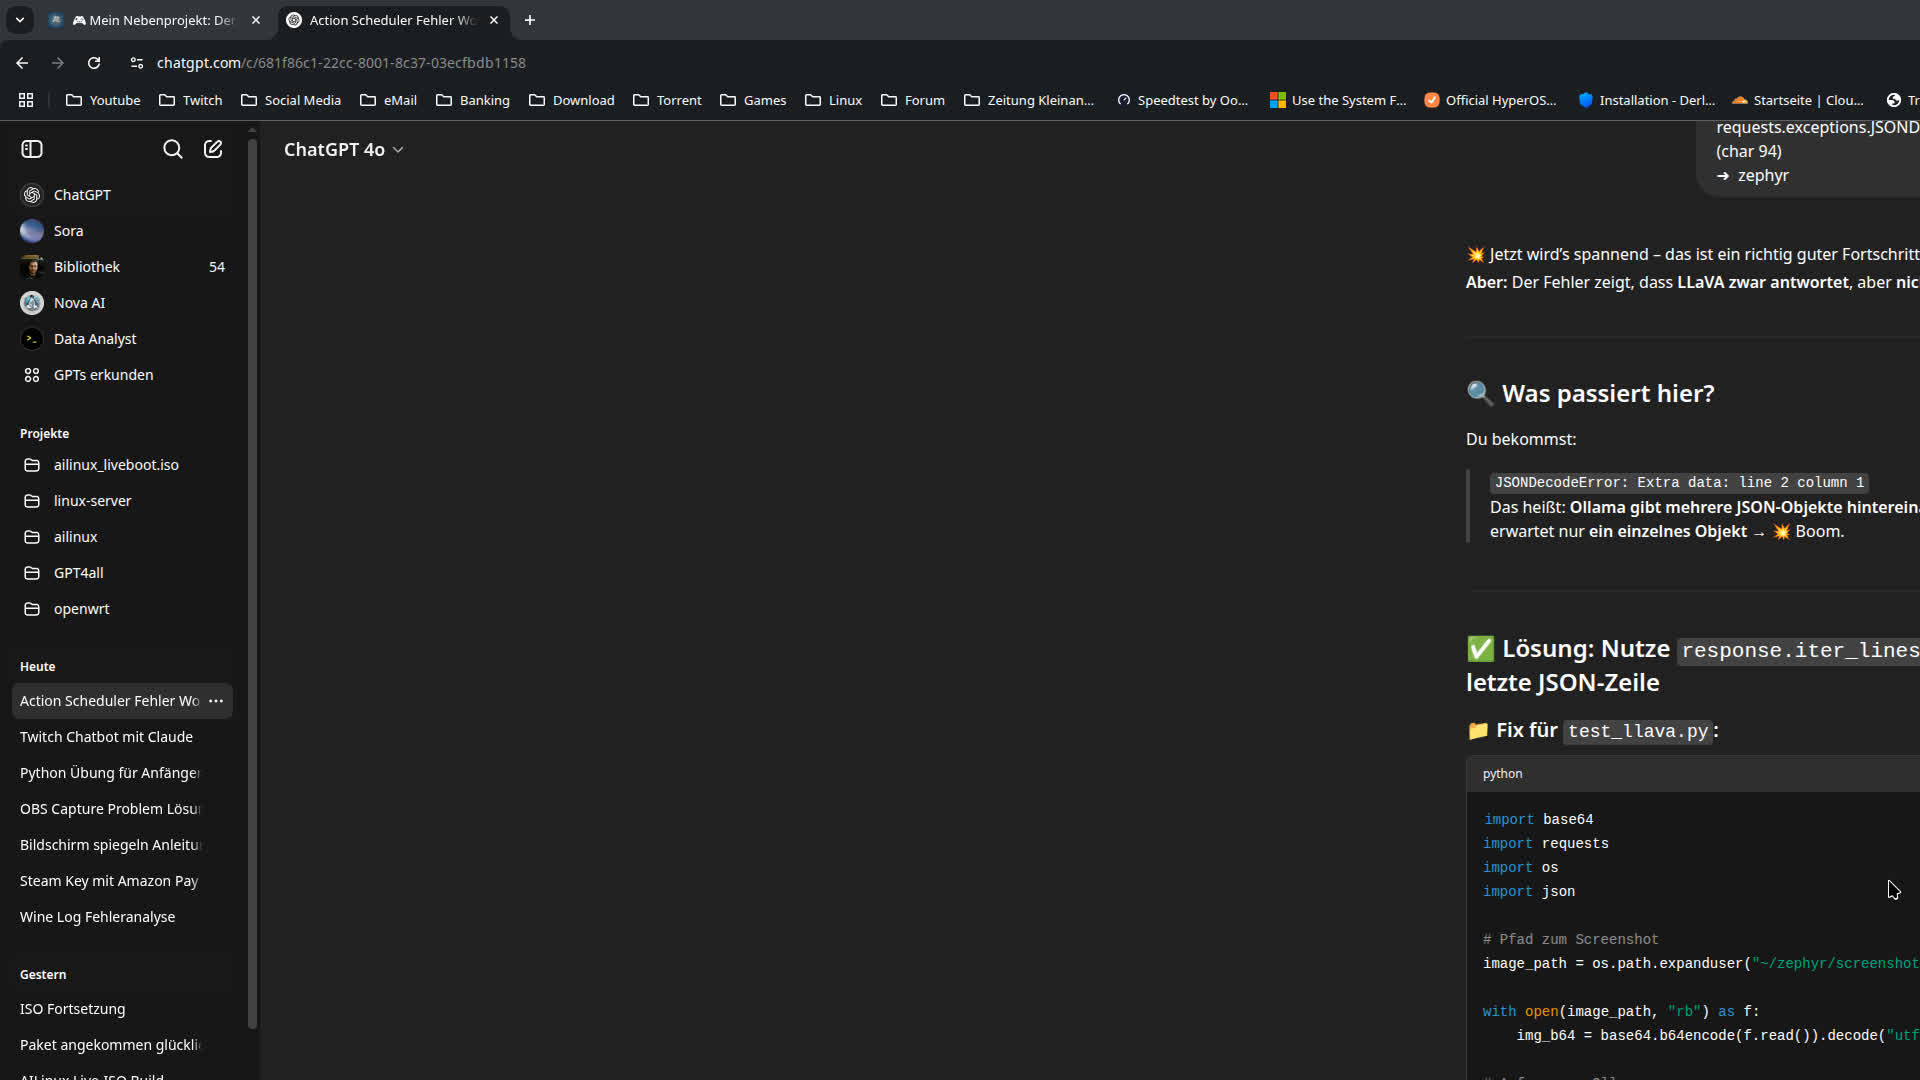 🎮 Mein Nebenprojekt: Der
Action Scheduler Fehler Wo
chatgpt.com/c/681f86c1-22cc-8001-8c37-03ecfbdb1158
Youtube
Twitch
Social Media
eMail
Banking
Download
Torrent
Games
Linux
Forum
Zeitung Kleinan...
Speedtest by Oo...
Use the System F...
Official HyperOS...
Installation - Derl...
Startseite | Clou...
Tr
ChatGPT
Sora
Bibliothek 54
Nova AI
Data Analyst
GPTs erkunden
Projekte
ailinux_liveboot.iso
linux-server
ailinux
GPT4all
openwrt
Heute
Action Scheduler Fehler Wo ...
Twitch Chatbot mit Claude
Python Übung für Anfänger
OBS Capture Problem Lösu
Bildschirm spiegeln Anleitu
Steam Key mit Amazon Pay
Wine Log Fehleranalyse
Gestern
ISO Fortsetzung
Paket angekommen glückli
AILinux Live ISO Build
ChatGPT 4o
requests.exceptions.JSOND
(char 94)
➜ zephyr
💥 Jetzt wird’s spannend – das ist ein richtig guter Fortschritt
Aber: Der Fehler zeigt, dass LLaVA zwar antwortet, aber nic
🔍 Was passiert hier?
Du bekommst:
JSONDecodeError: Extra data: line 2 column 1
Das heißt: Ollama gibt mehrere JSON-Objekte hinterein
erwartet nur ein einzelnes Objekt → 💥 Boom.
✅ Lösung: Nutze response.iter_lines
letzte JSON-Zeile
📁 Fix für test_llava.py:
python
import base64
import requests
import os
import json
# Pfad zum Screenshot
image_path = os.path.expanduser("~/zephyr/screenshot
with open(image_path, "rb") as f:
img_b64 = base64.b64encode(f.read()).decode("utf